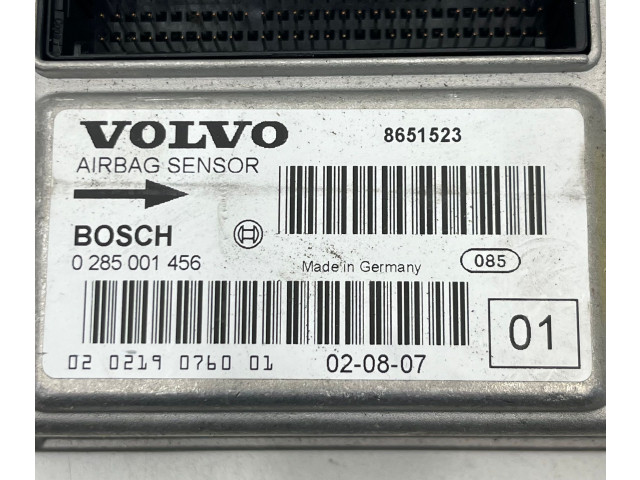 VOLVO 8651523
AIRBAG SENSOR
BOSCH
0 285 001 456 Made in Germany 085
01
02 0219 0760 01 02-08-07